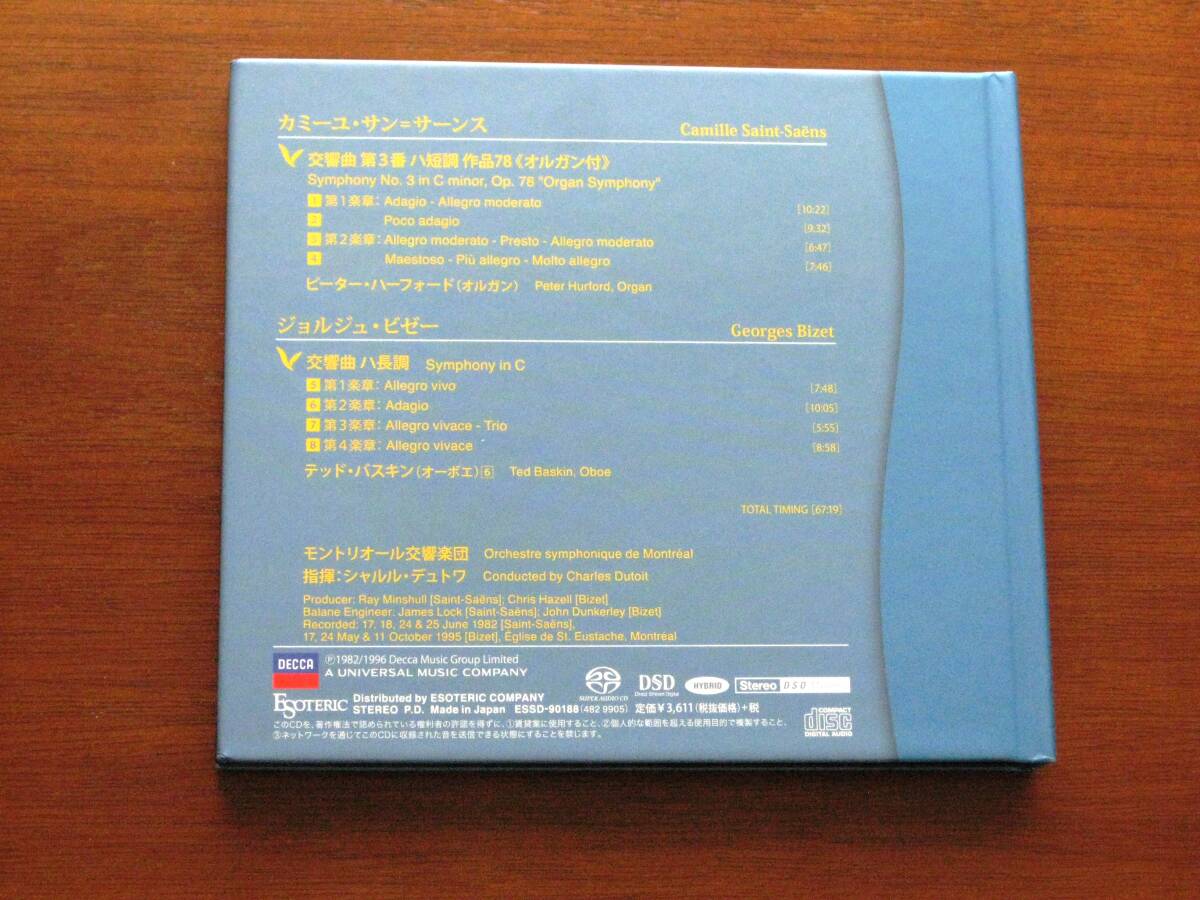 カミーユ・サン=サーンス Camille Saint-Saëns
交響曲 第3番 ハ短調 作品78《オルガン付》
Symphony No. 3 in C minor, Op. 78 "Organ Symphony"
1 第1楽章: Adagio - Allegro moderato [10:22]
2 Poco adagio [9.32]
3 第2楽章: Allegro moderato - Presto - Allegro moderato [6:47]
4 Maestoso - Più allegro - Molto allegro [7:46]
ピーター・ハーフォード(オルガン) Peter Hurford, Organ
ジョルジュ・ビゼー Georges Bizet
交響曲 ハ長調 Symphony in C
5 第1楽章: Allegro vivo [7:48]
6 第2楽章: Adagio [10:05]
7 第3楽章: Allegro vivace - Trio [5:55]
8 第4楽章: Allegro vivace [8:58]
テッド・バスキン(オーボエ)6 Ted Baskin, Oboe
TOTAL TIMING [67:19]
モントリオール交響楽団 Orchestre symphonique de Montréal
指揮:シャルル・デュトワ Conducted by Charles Dutoit
Producer: Ray Minshull [Saint-Saëns]; Chris Hazell [Bizet]
Balane Engineer: James Lock [Saint-Saëns]; John Dunkerley [Bizet]
Recorded: 17, 18, 24 & 25 June 1982 [Saint-Saëns],
17, 24 May & 11 October 1995 [Bizet], Église de St. Eustache, Montréal
DECCA ℗1982/1996 Decca Music Group Limited
A UNIVERSAL MUSIC COMPANY
SUPER AUDIO CD DSD Direct Stream Digital HYBRID Stereo DSD
ESOTERIC Distributed by ESOTERIC COMPANY
STEREO P.D. Made in Japan ESSD-90188(482 9905) 定価¥3,611(税抜価格)+税
このCDを、著作権法で認められている権利者の許諾を得ずに、①賃貸業に使用すること、②個人的な範囲を超える使用目的で複製すること、
③ネットワークを通じてこのCDに収録された音を送信できる状態にすることを禁じます。
COMPACT disc DIGITAL AUDIO